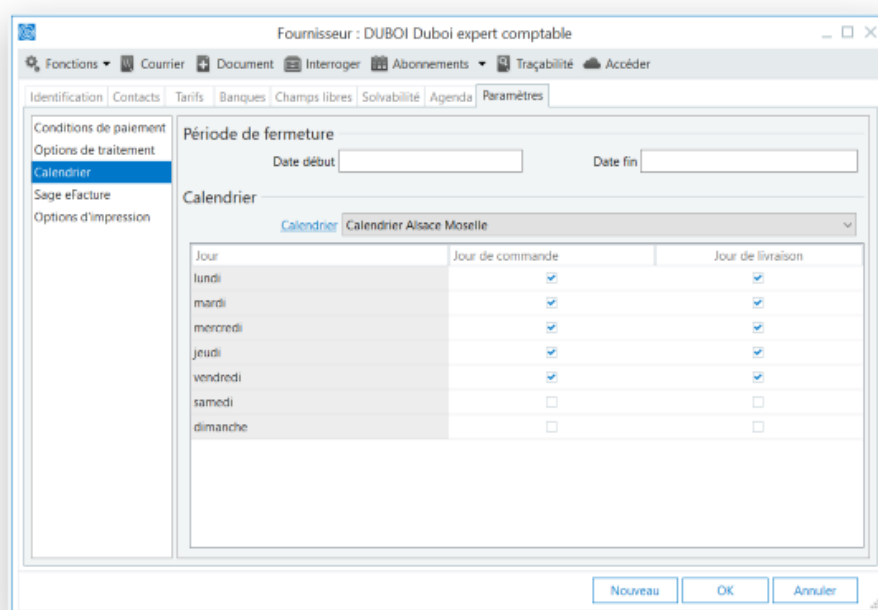 Fournisseur : DUBOI Duboi expert comptable
Fonctions Courrier Document Interroger Abonnements Traçabilité Accéder
Identification Contacts Tarifs Banques Champs libres Solvabilité Agenda Paramètres
Conditions de paiement
Options de traitement
Calendrier
Sage eFacture
Options d'impression
Période de fermeture
Date début Date fin
Calendrier
Calendrier Calendrier Alsace Moselle
Jour Jour de commande Jour de livraison
lundi
mardi
mercredi
jeudi
vendredi
samedi
dimanche
Nouveau OK Annuler